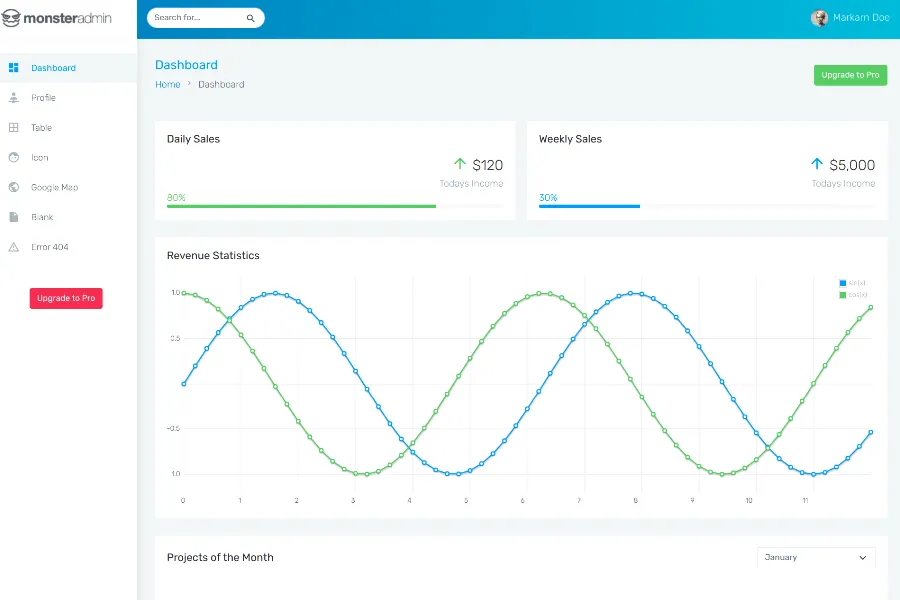 monsteradmin
Search for...
Markarn Doe
Dashboard
Profile
Table
Icon
Google Map
Blank
Error 404
Upgrade to Pro
Dashboard
Home > Dashboard
Upgrade to Pro
Daily Sales
$120
Todays Income
80%
Weekly Sales
$5,000
Todays Income
30%
Revenue Statistics
sin(x)
cos(x)
1.0
0.5
-0.5
1.0
0 1 2 3 4 5 6 7 8 9 10 11
Projects of the Month
January